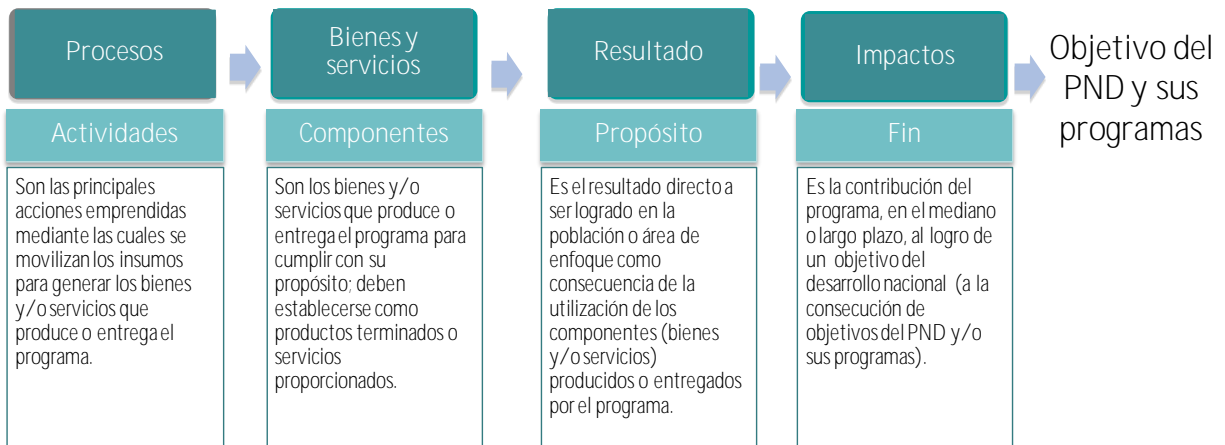 Procesos
Actividades
Son las principales
acciones emprendidas
mediante las cuales se
movilizan los insumos
para generar los bienes
y/o servicios que
produce o entrega el
programa.
Bienes y
servicios
Componentes
Son los bienes y/o
servicios que produce o
entrega el programa para
cumplir con su
propósito; deben
establecerse como
productos terminados o
servicios
proporcionados.
Resultado
Propósito
Es el resultado directo a
ser logrado en la
población o área de
enfoque como
consecuencia de la
utilización de los
componentes (bienes
y/o servicios)
producidos o entregados
por el programa.
Impactos
Fin
Es la contribución del
programa, en el mediano
o largo plazo, al logro de
un objetivo del
desarrollo nacional (a la
consecución de
objetivos del PND y/o
sus programas).
Objetivo del
PND y sus
programas